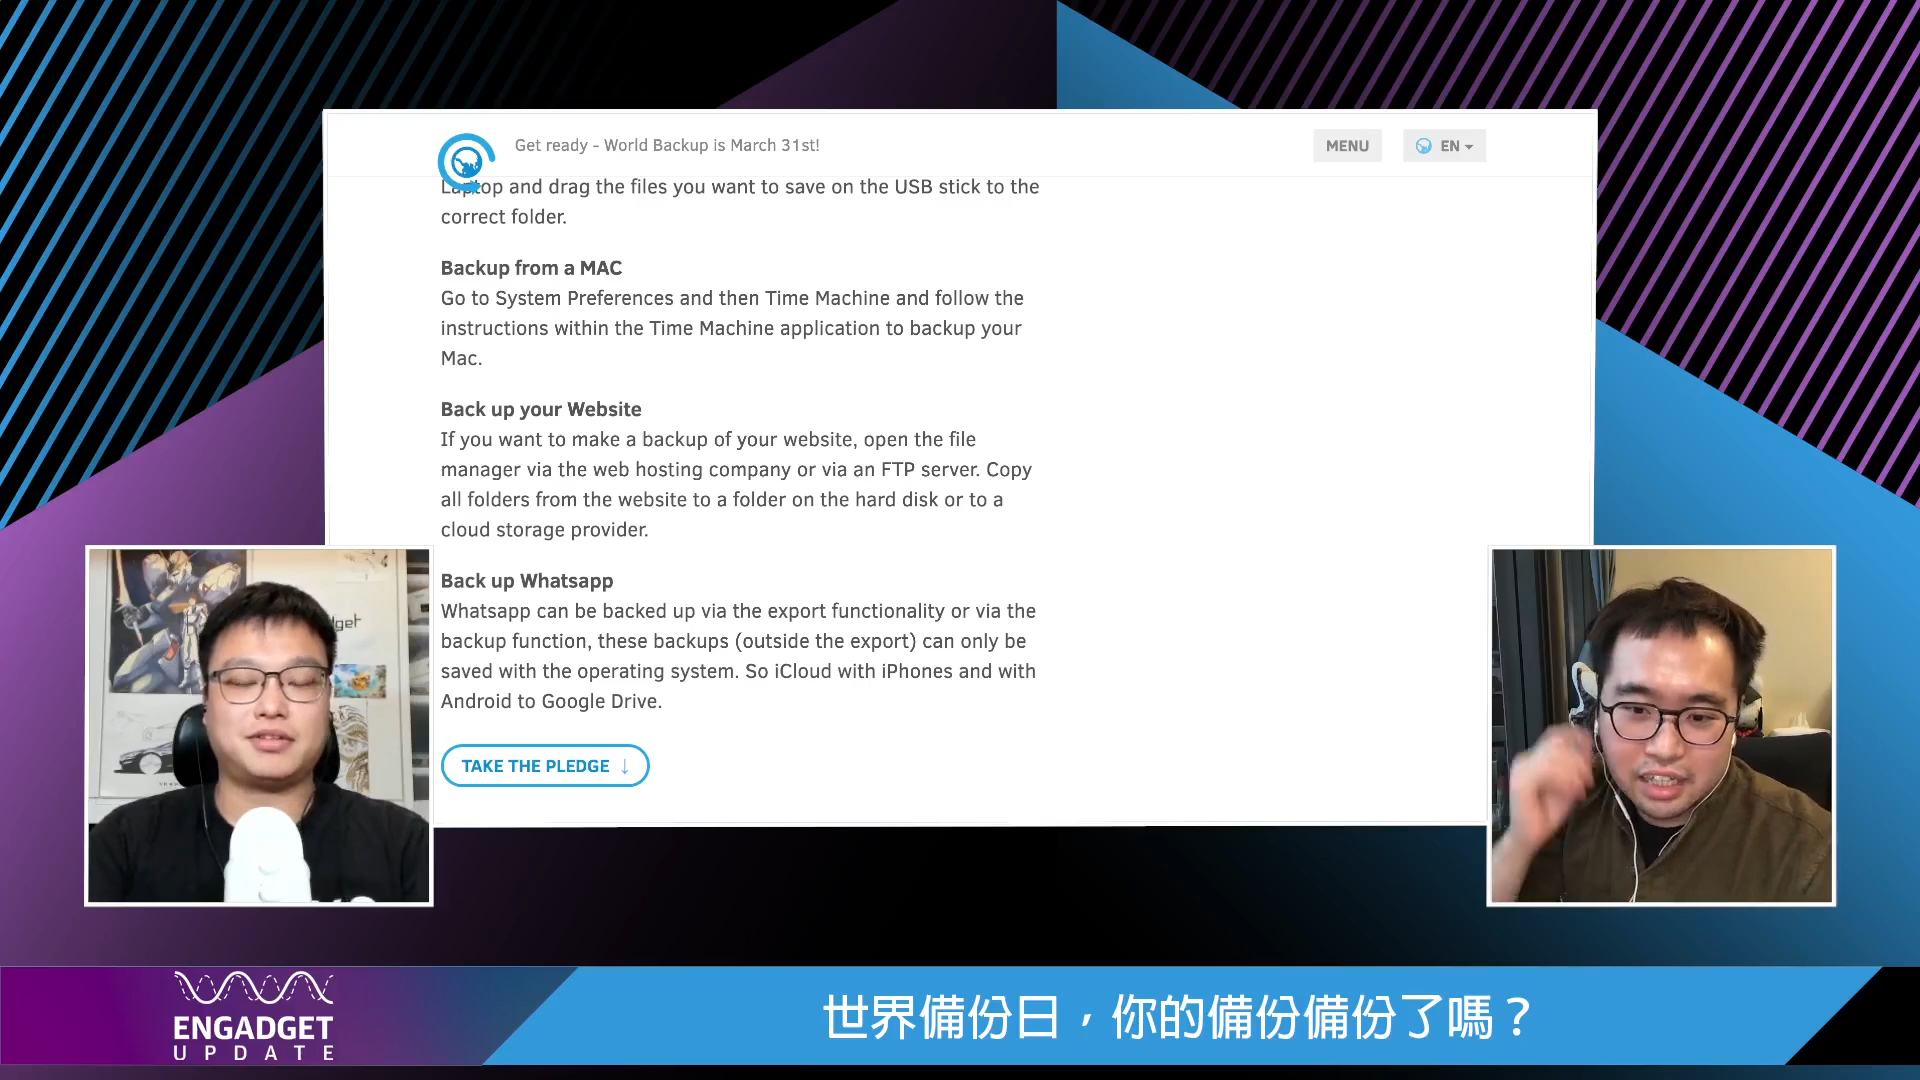 Get ready - World Backup is March 31st!
MENU
EN
Laptop and drag the files you want to save on the USB stick to the
correct folder.
Backup from a MAC
Go to System Preferences and then Time Machine and follow the
instructions within the Time Machine application to backup your
Mac.
Back up your Website
If you want to make a backup of your website, open the file
manager via the web hosting company or via an FTP server. Copy
all folders from the website to a folder on the hard disk or to a
cloud storage provider.
Back up Whatsapp
Whatsapp can be backed up via the export functionality or via the
backup function, these backups (outside the export) can only be
saved with the operating system. So iCloud with iPhones and with
Android to Google Drive.
TAKE THE PLEDGE ↓
ENGADGET
UPDATE
世界備份日，你的備份備份了嗎？